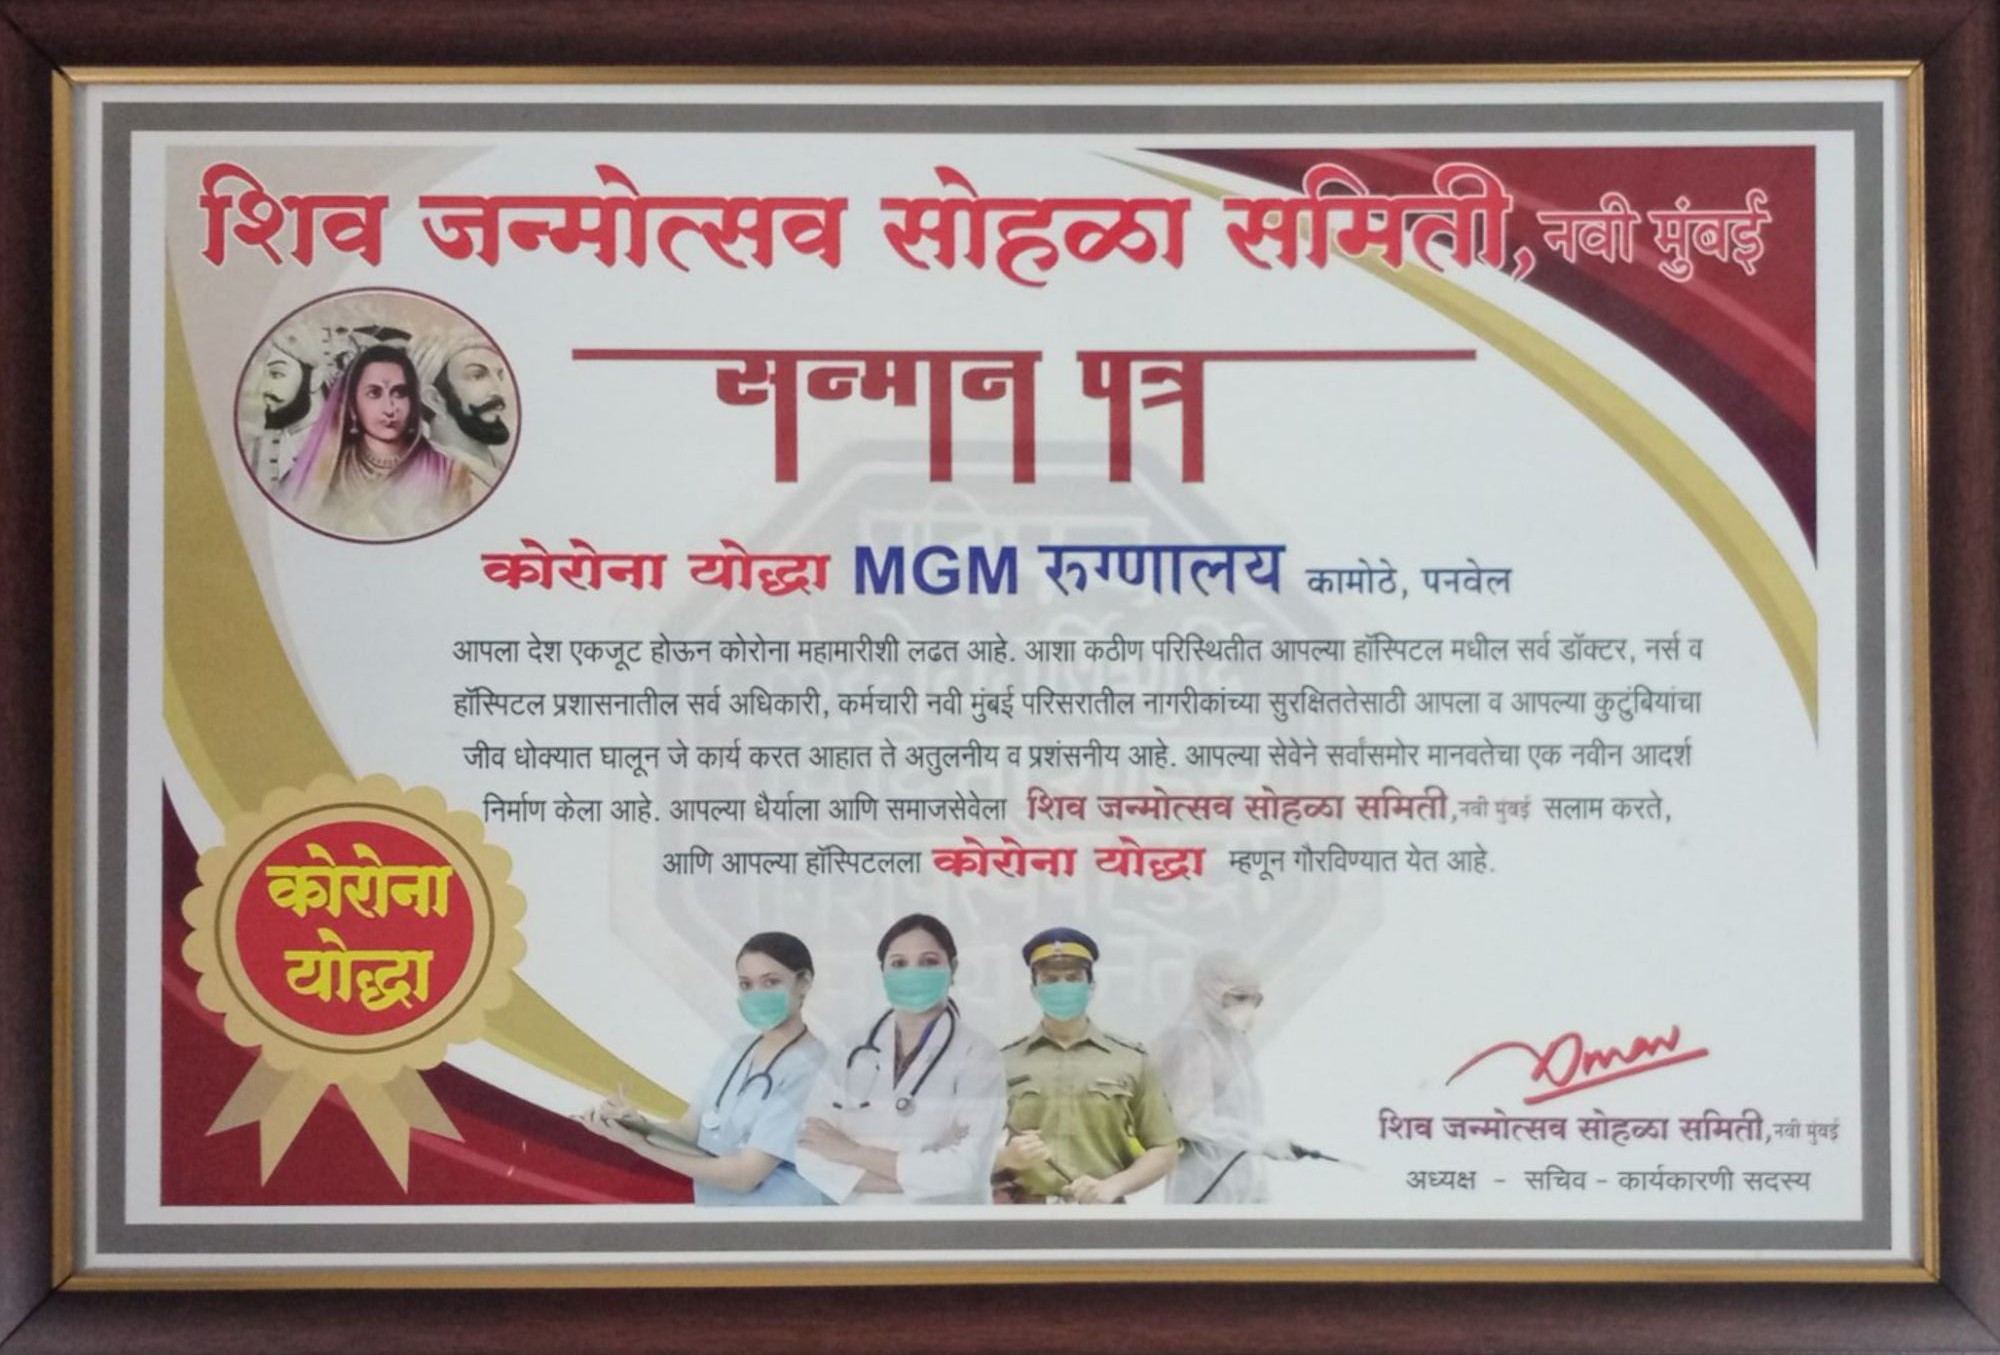 शिव जन्मोत्सव सोहळा समिती, नवी मुंबई
सन्मान पत्र
कोरोना योद्धा MGM रुग्णालय कामोठे, पनवेल
आपला देश एकजूट होऊन कोरोना महामारीशी लढत आहे. आशा कठीण परिस्थितीत आपल्या हॉस्पिटल मधील सर्व डॉक्टर, नर्स व
हॉस्पिटल प्रशासनातील सर्व अधिकारी, कर्मचारी नवी मुंबई परिसरातील नागरीकांच्या सुरक्षिततेसाठी आपला व आपल्या कुटुंबियांचा
जीव धोक्यात घालून जे कार्य करत आहात ते अतुलनीय व प्रशंसनीय आहे. आपल्या सेवेने सर्वांसमोर मानवतेचा एक नवीन आदर्श
निर्माण केला आहे. आपल्या धैर्याला आणि समाजसेवेला शिव जन्मोत्सव सोहळा समिती, नवी मुंबई सलाम करते,
आणि आपल्या हॉस्पिटलला कोरोना योद्धा म्हणून गौरविण्यात येत आहे.
कोरोना
योद्धा
शिव जन्मोत्सव सोहळा समिती, नवी मुंबई
अध्यक्ष - सचिव - कार्यकारणी सदस्य